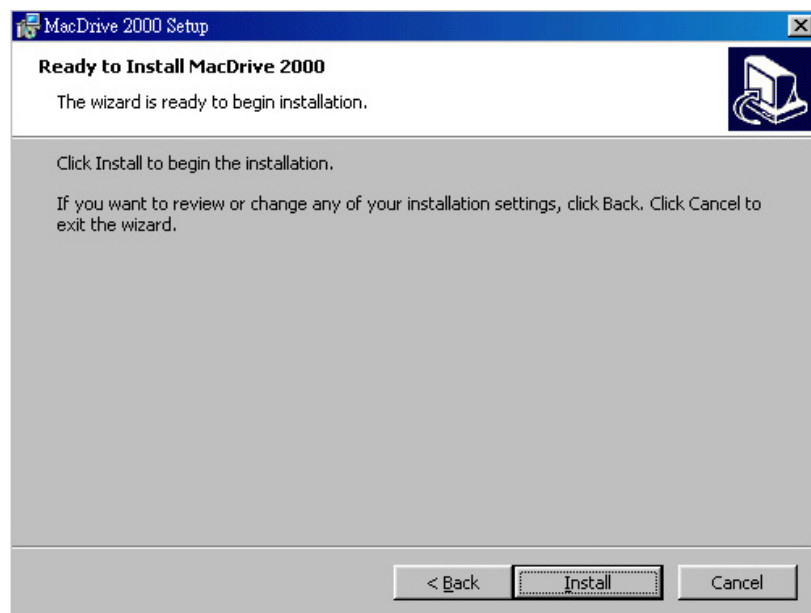 MacDrive 2000 Setup
Ready to Install MacDrive 2000
The wizard is ready to begin installation.
Click Install to begin the installation.
If you want to review or change any of your installation settings, click Back. Click Cancel to
exit the wizard.
< Back
Install
Cancel